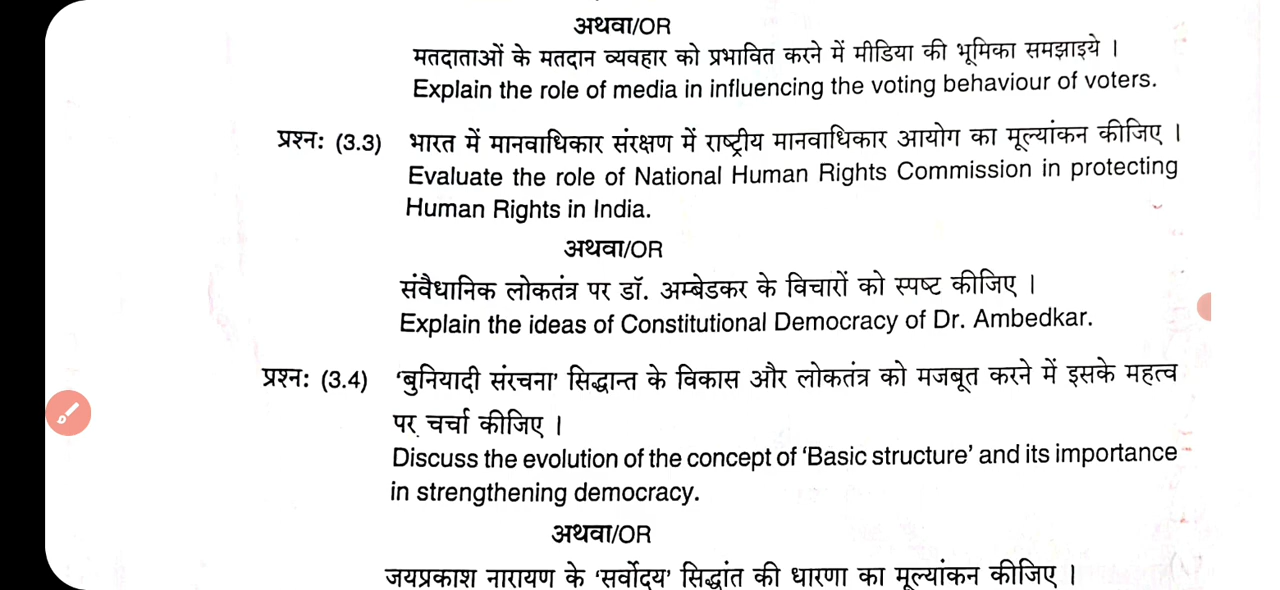 अथवा/OR
मतदाताओं के मतदान व्यवहार को प्रभावित करने में मीडिया की भूमिका समझाइये ।
Explain the role of media in influencing the voting behaviour of voters.
प्रश्न: (3.3) भारत में मानवाधिकार संरक्षण में राष्ट्रीय मानवाधिकार आयोग का मूल्यांकन कीजिए ।
Evaluate the role of National Human Rights Commission in protecting
Human Rights in India.
अथवा/OR
संवैधानिक लोकतंत्र पर डॉ. अम्बेडकर के विचारों को स्पष्ट कीजिए ।
Explain the ideas of Constitutional Democracy of Dr. Ambedkar.
प्रश्न: (3.4) ‘बुनियादी संरचना’ सिद्धान्त के विकास और लोकतंत्र को मजबूत करने में इसके महत्व
पर चर्चा कीजिए ।
Discuss the evolution of the concept of ‘Basic structure’ and its importance
in strengthening democracy.
अथवा/OR
जयप्रकाश नारायण के ‘सर्वोदय’ सिद्धांत की धारणा का मूल्यांकन कीजिए ।